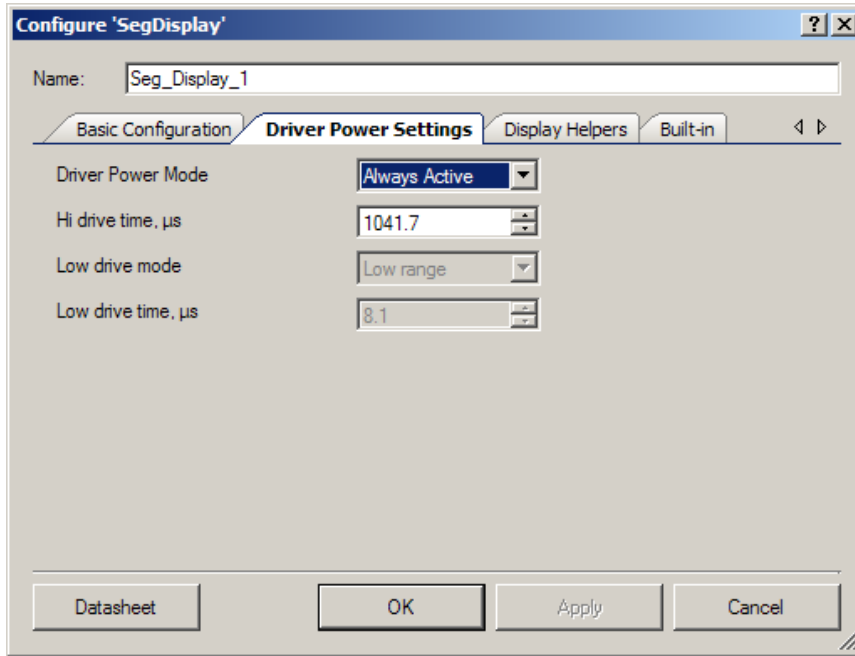 Configure 'SegDisplay'
Name: Seg_Display_1
Basic Configuration Driver Power Settings Display Helpers Built-in
Driver Power Mode Always Active
Hi drive time, µs 1041.7
Low drive mode Low range
Low drive time, µs 8.1
Datasheet OK Apply Cancel